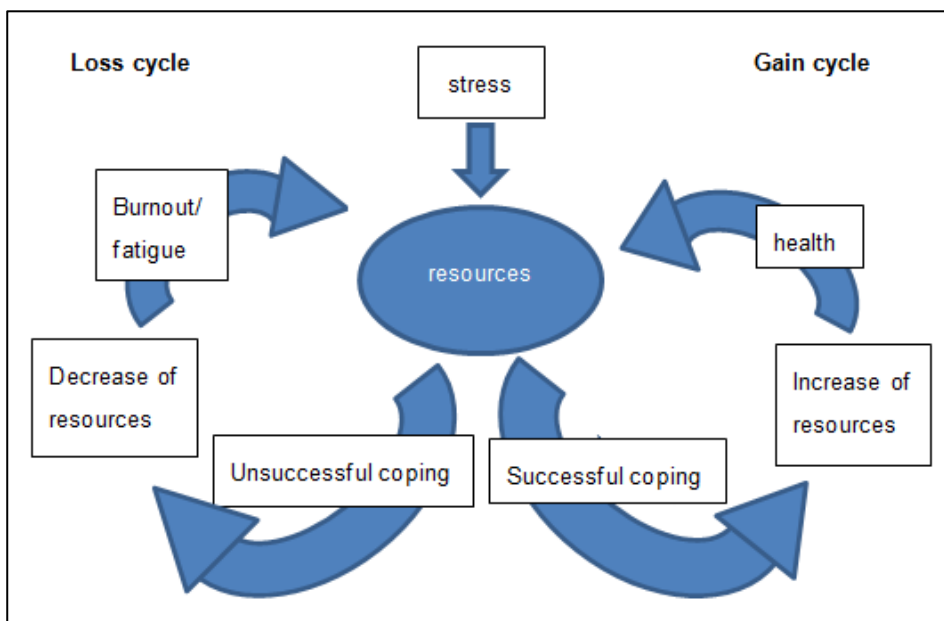 Loss cycle
stress
Gain cycle
Burnout/
fatigue
resources
health
Decrease of
resources
Increase of
resources
Unsuccessful coping
Successful coping